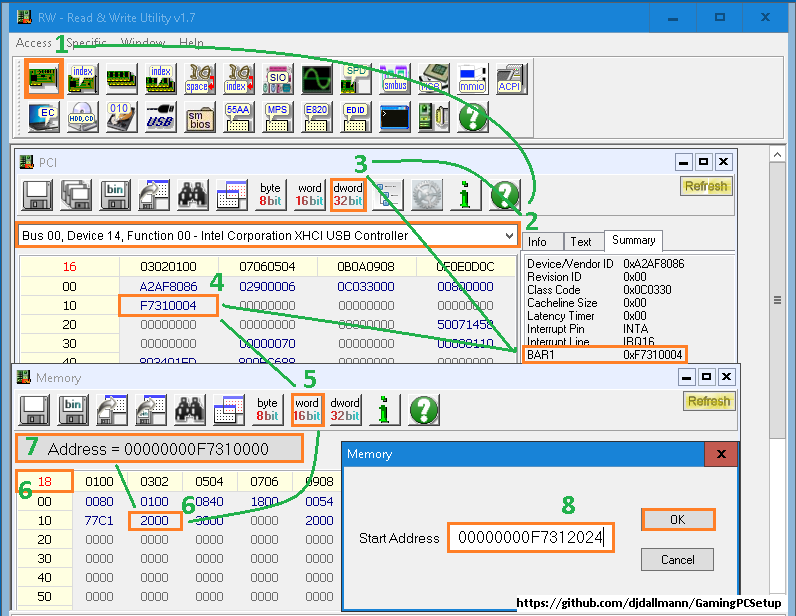 RW - Read & Write Utility v1.7
Access Specific Window Help
1
index
index
space
index
SIO
SPD
smbus
MSR
mmio
ACPI
EC
HDD,CD
010
USB
sm bios
55AA
MPS
E820
EDID
PCI
3
bin
byte 8bit
word 16bit
dword 32bit
Refresh
2
Bus 00, Device 14, Function 00 - Intel Corporation XHCI USB Controller
Info Text Summary
16 03020100 07060504 0B0A0908 0F0E0D0C
00 A2AF8086 02900006 0C033000 00800000
4
10 F7310004 00000000 00000000 00000000
20 00000000 00000000 00000000 50071458
30 00000000 00000070 00000000
40
Device/Vendor ID 0xA2AF8086
Revision ID 0x00
Class Code 0x0C0330
Cacheline Size 0x00
Latency Timer 0x00
Interrupt Pin INTA
Interrupt Line IRQ16
BAR1 0xF7310004
Memory
5
bin
byte 8bit
word 16bit
dword 32bit
Refresh
7 Address = 00000000F7310000
18 0100 0302 0504 0706 0908
6
00 0080 0100 0840 1800 0054
6
10 77C1 2000 3000 0000 2000
20 0000 0000 0000 0000 0000
30 0000 0000 0000 0000 0000
40 0000 0000 0000 0000 0000
50 0000 0000 0000 0000 0000
Memory
8
Start Address 00000000F7312024
OK
Cancel
https://github.com/djdallmann/GamingPCSetup